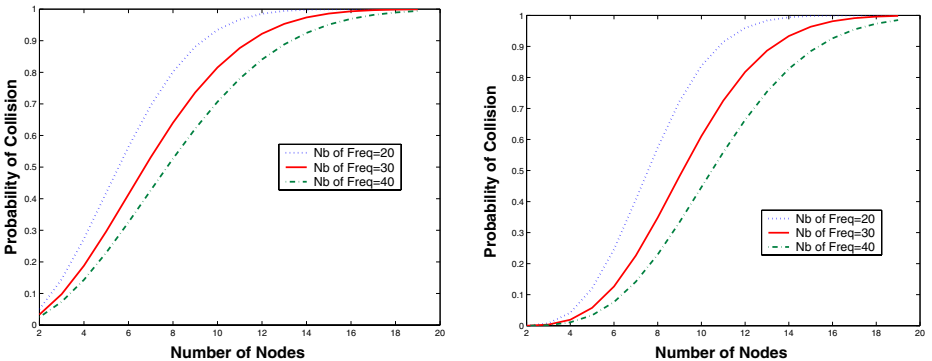 1
0.9
0.8
0.7
0.6
0.5
0.4
0.3
0.2
0.1
0
2 4 6 8 10 12 14 16 18 20
Probability of Collision
Number of Nodes
Nb of Freq=20
Nb of Freq=30
Nb of Freq=40
1
0.9
0.8
0.7
0.6
0.5
0.4
0.3
0.2
0.1
0
2 4 6 8 10 12 14 16 18 20
Probability of Collision
Number of Nodes
Nb of Freq=20
Nb of Freq=30
Nb of Freq=40